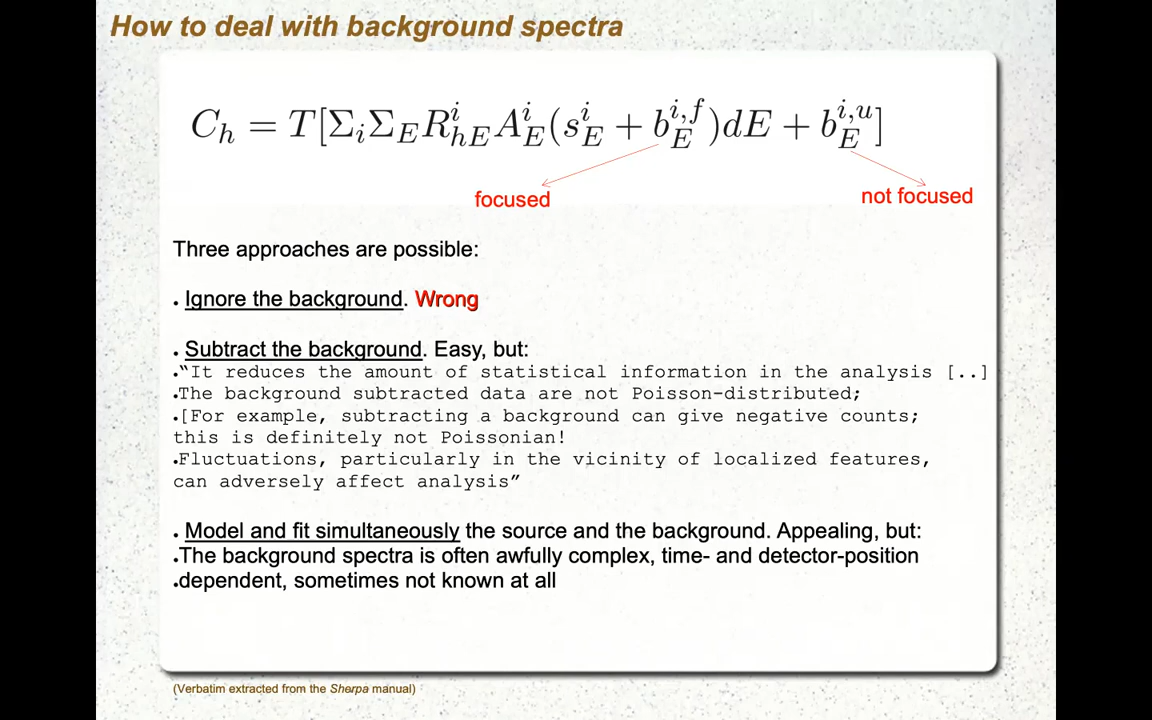 How to deal with background spectra
C_h = T[Σ_iΣ_E R^i_{hE} A^i_E (s^i_E + b^{i,f}_E)dE + b^{i,u}_E]
focused
not focused
Three approaches are possible:
• Ignore the background. Wrong
• Subtract the background. Easy, but:
•“It reduces the amount of statistical information in the analysis [..]
•The background subtracted data are not Poisson-distributed;
•[For example, subtracting a background can give negative counts;
this is definitely not Poissonian!
•Fluctuations, particularly in the vicinity of localized features,
can adversely affect analysis”
• Model and fit simultaneously the source and the background. Appealing, but:
•The background spectra is often awfully complex, time- and detector-position
•dependent, sometimes not known at all
(Verbatim extracted from the Sherpa manual)